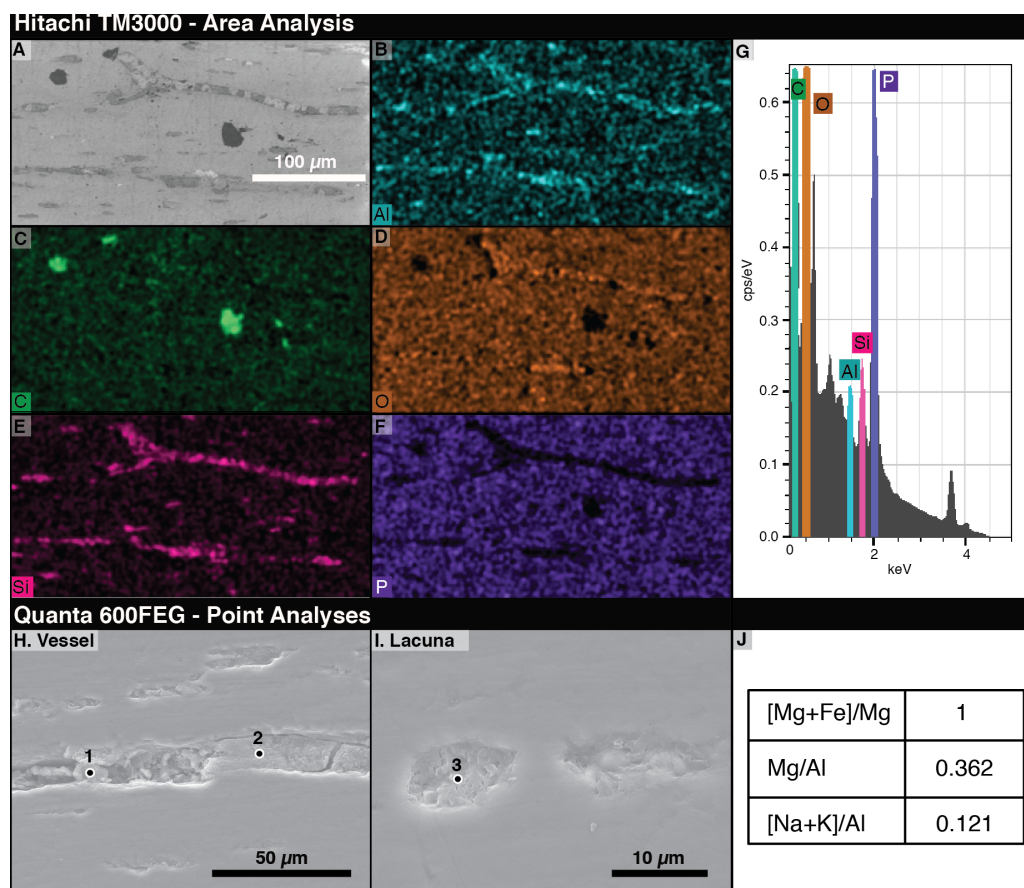 Hitachi TM3000 - Area Analysis
A
100 µm
B
Al
C
C
D
O
E
Si
F
P
G
C
O
P
Si
Al
0.6
0.5
0.4
0.3
0.2
0.1
0.0
cps/eV
0
2
4
keV
Quanta 600FEG - Point Analyses
H. Vessel
1
2
50 µm
I. Lacuna
3
10 µm
J
[Mg+Fe]/Mg 1
Mg/Al 0.362
[Na+K]/Al 0.121